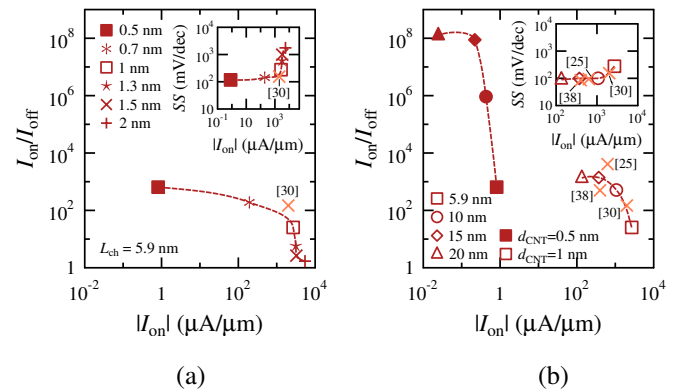 10^8
10^6
10^4
10^2
1
I_on/I_off
0.5 nm
0.7 nm
1 nm
1.3 nm
1.5 nm
2 nm
SS (mV/dec)
10^4
10^3
10^2
10^1
[30]
10^-1 10^1 10^3
|I_on| (μA/μm)
[30]
L_ch = 5.9 nm
10^-2 1 10^2 10^4
|I_on| (μA/μm)
(a)
10^8
10^6
10^4
10^2
1
I_on/I_off
SS (mV/dec)
10^4
10^3
10^2
10^0
[25]
[38]
[30]
10^2 10^3 10^4
|I_on| (μA/μm)
[25]
[38]
[30]
5.9 nm
10 nm
15 nm
20 nm
d_CNT=0.5 nm
d_CNT=1 nm
10^-2 1 10^2 10^4
|I_on| (μA/μm)
(b)